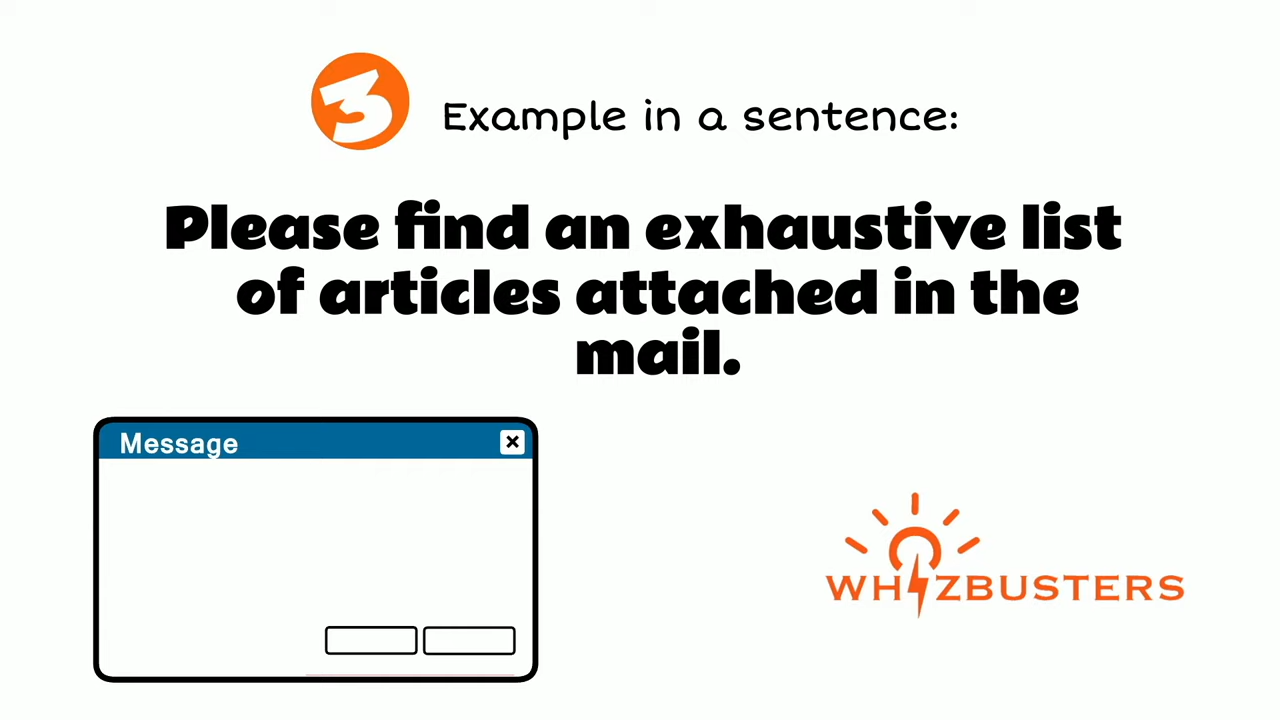 3 Example in a sentence:
Please find an exhaustive list
of articles attached in the
mail.
Message
WHIZBUSTERS